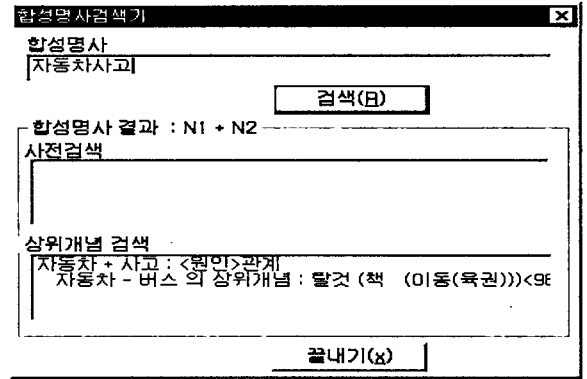 합성명사검색기
합성명사
자동차사고
검색(R)
합성명사 결과 : N1 + N2
사전검색
상위개념 검색
자동차 + 사고 : <원인>관계
자동차 - 버스 의 상위개념 : 탈것 (책 (이동(육권)))<98
끝내기(x)